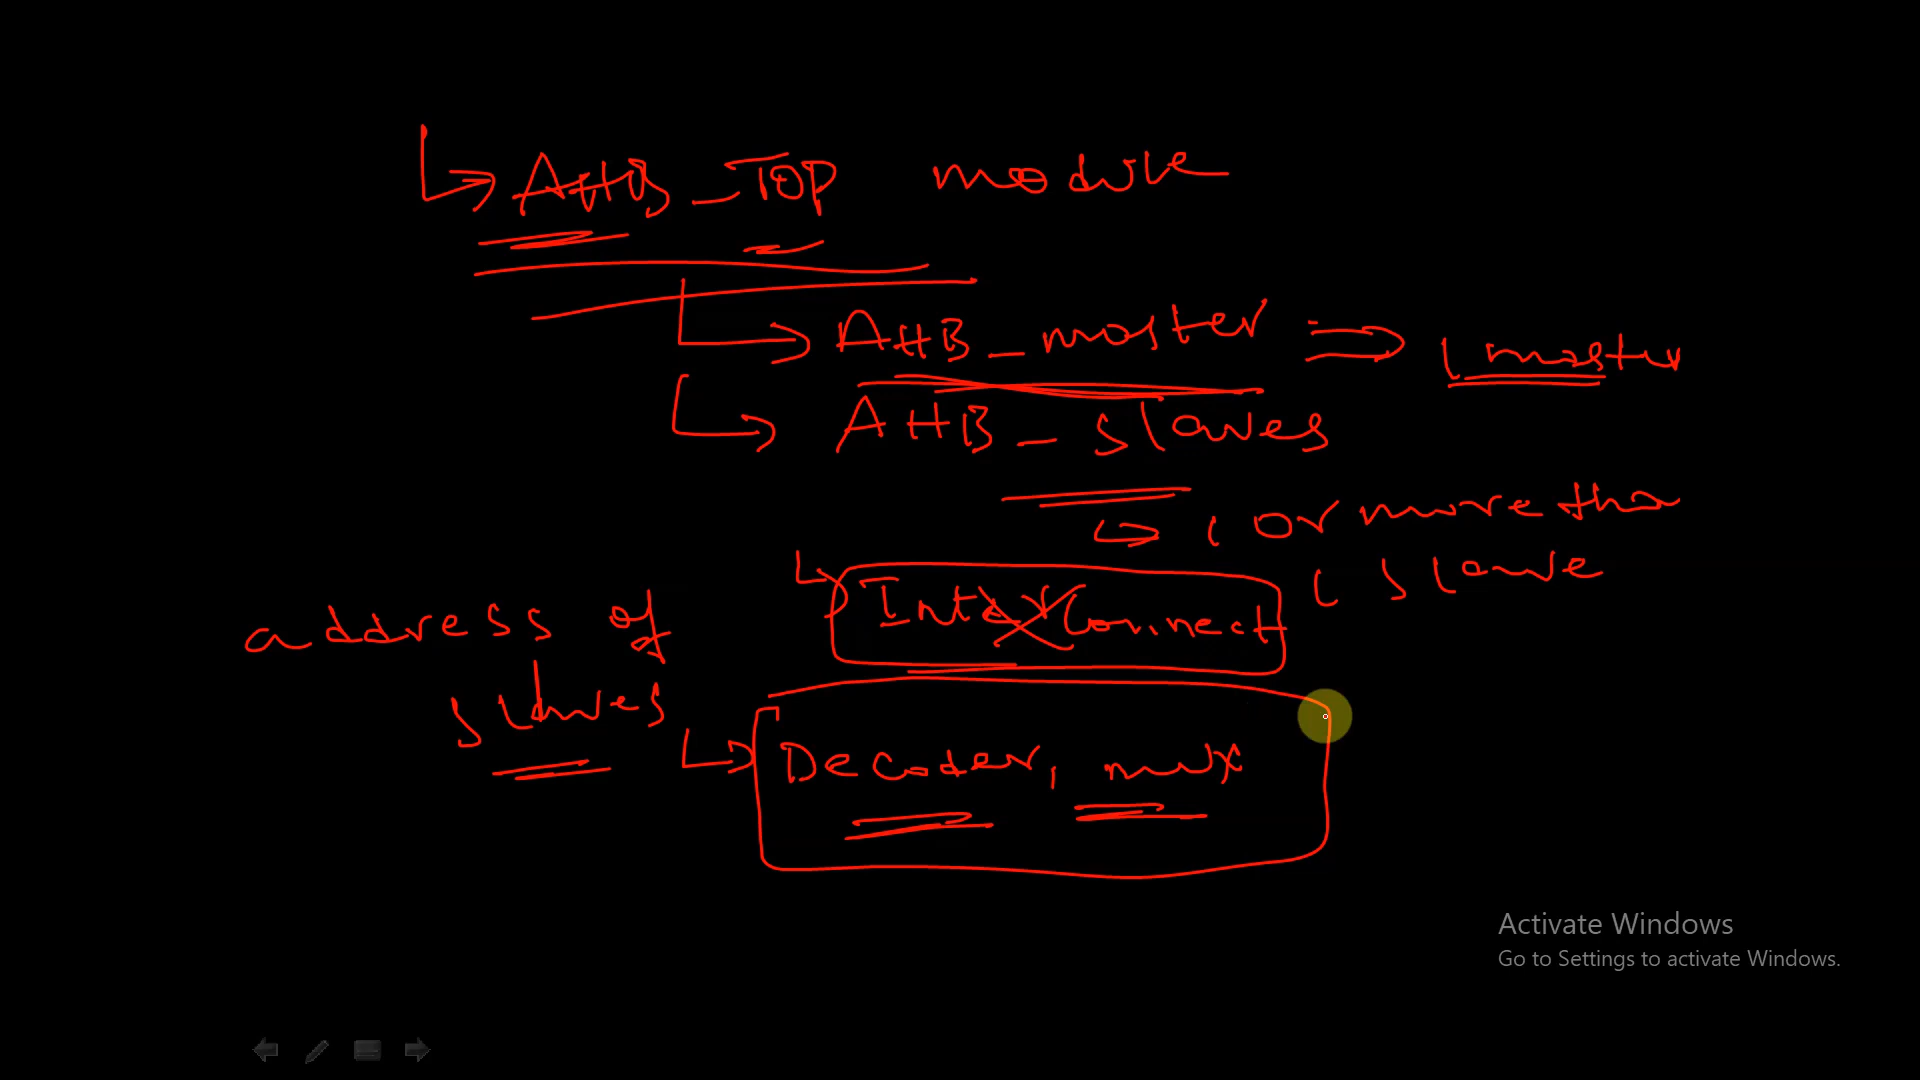 AHB_TOP module
AHB_master ⇒ 1 master
AHB_slaves
1 or more than
1 slave
Interconnect
address of
slaves
Decoder, mux
Activate Windows
Go to Settings to activate Windows.